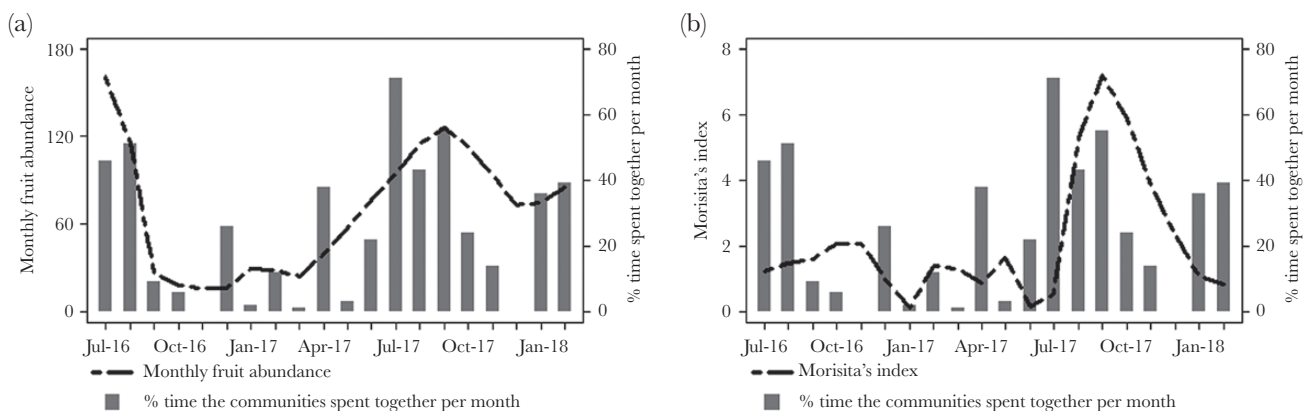 (a)
180
120
60
0
Monthly fruit abundance
80
60
40
20
0
% time spent together per month
Jul-16 Oct-16 Jan-17 Apr-17 Jul-17 Oct-17 Jan-18
Monthly fruit abundance
% time the communities spent together per month
(b)
8
6
4
2
0
Morisita’s index
80
60
40
20
0
% time spent together per month
Jul-16 Oct-16 Jan-17 Apr-17 Jul-17 Oct-17 Jan-18
Morisita’s index
% time the communities spent together per month